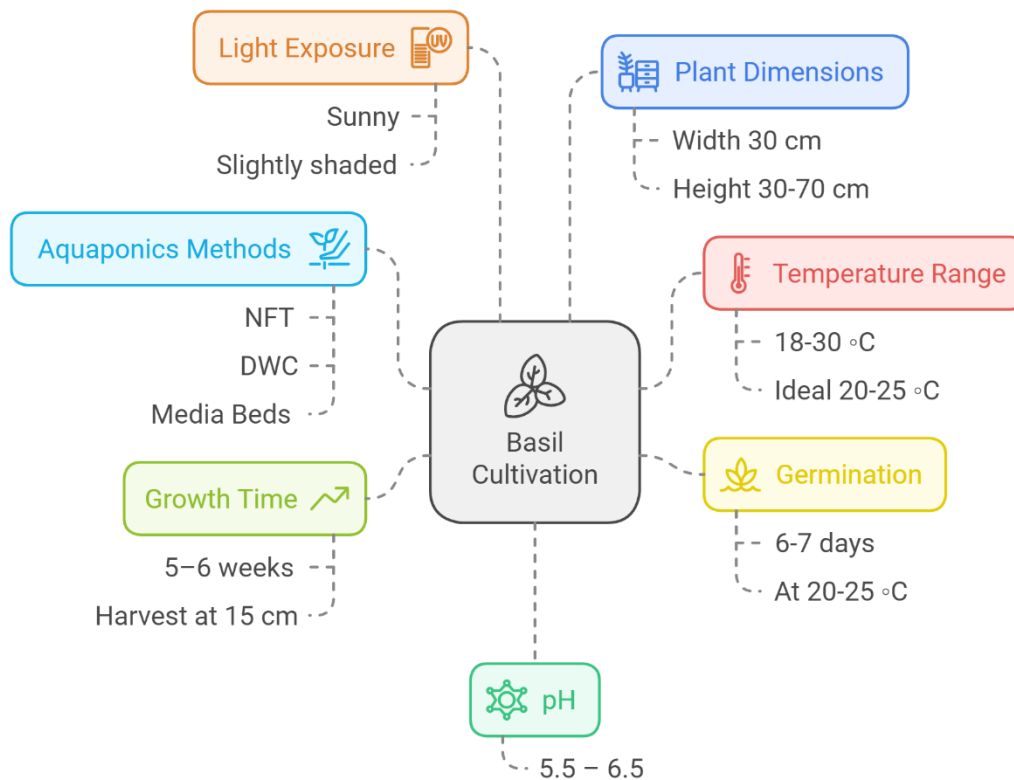 Light Exposure
UV
Sunny
Slightly shaded
Plant Dimensions
Width 30 cm
Height 30-70 cm
Aquaponics Methods
NFT
DWC
Media Beds
Temperature Range
18-30 °C
Ideal 20-25 °C
Basil
Cultivation
Growth Time
5–6 weeks
Harvest at 15 cm
Germination
6-7 days
At 20-25 °C
pH
5.5 – 6.5